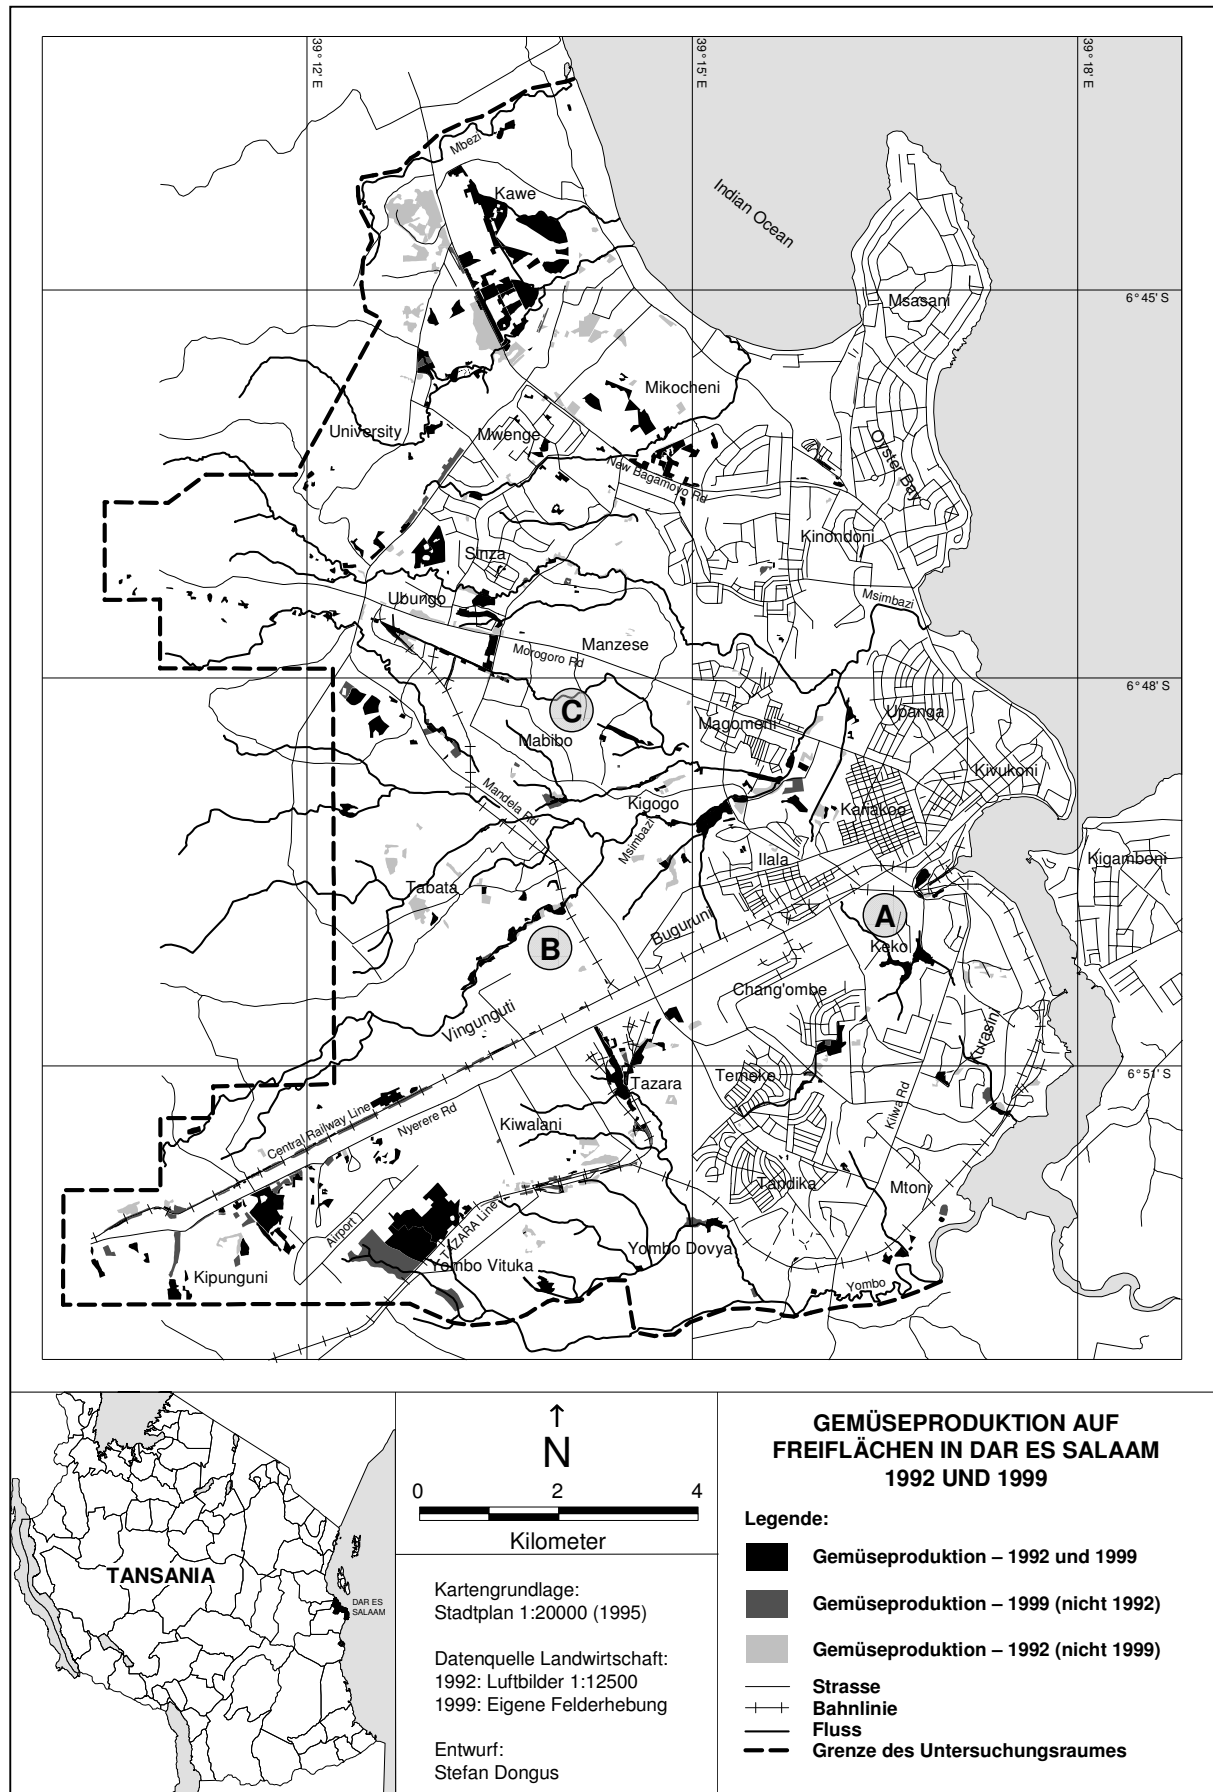 39° 12' E
39° 15' E
39° 18' E
Mbezi
Kawe
Indian Ocean
Msasani
6° 45' S
Mikocheni
University
Mwenge
Oyster Bay
New Bagamoyo Rd
Kinondoni
Sinza
Ubungo
Msimbazi
Manzese
Morogoro Rd
6° 48' S
C
Upanga
Magomeni
Mabibo
Kivukoni
Mandela Rd
Kigogo
Kariakoo
Msimbazi
Ilala
Kigamboni
Tabata
A
Buguruni
B
Keko
Chang'ombe
Vingunguti
Kurasini
Tazara
Temeke
6° 51' S
Kilwa Rd
Central Railway Line
Nyerere Rd
Kiwalani
Tandika
Mtoni
Airport
TAZARA Line
Yombo Dovya
Yombo Vituka
Kipunguni
Yombo
TANSANIA
DAR ES
SALAAM
↑
N
0 2 4
Kilometer
Kartengrundlage:
Stadtplan 1:20000 (1995)
Datenquelle Landwirtschaft:
1992: Luftbilder 1:12500
1999: Eigene Felderhebung
Entwurf:
Stefan Dongus
GEMÜSEPRODUKTION AUF
FREIFLÄCHEN IN DAR ES SALAAM
1992 UND 1999
Legende:
Gemüseproduktion – 1992 und 1999
Gemüseproduktion – 1999 (nicht 1992)
Gemüseproduktion – 1992 (nicht 1999)
Strasse
Bahnlinie
Fluss
Grenze des Untersuchungsraumes